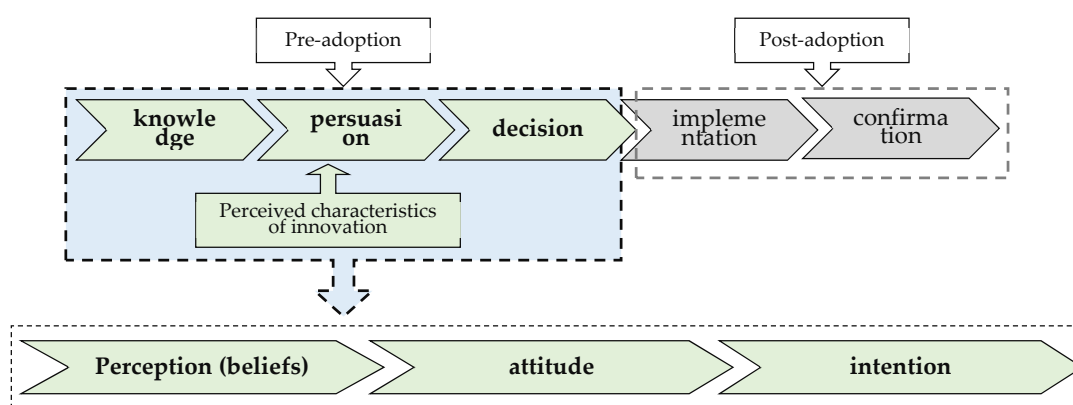 Pre-adoption
Post-adoption
knowle
dge
persuasi
on
decision
impleme
ntation
confirma
tion
Perceived characteristics
of innovation
Perception (beliefs)
attitude
intention